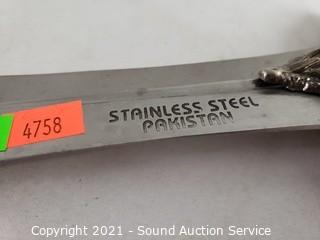 STAINLESS STEEL
PAKISTAN
4758
Copyright 2021 - Sound Auction Service